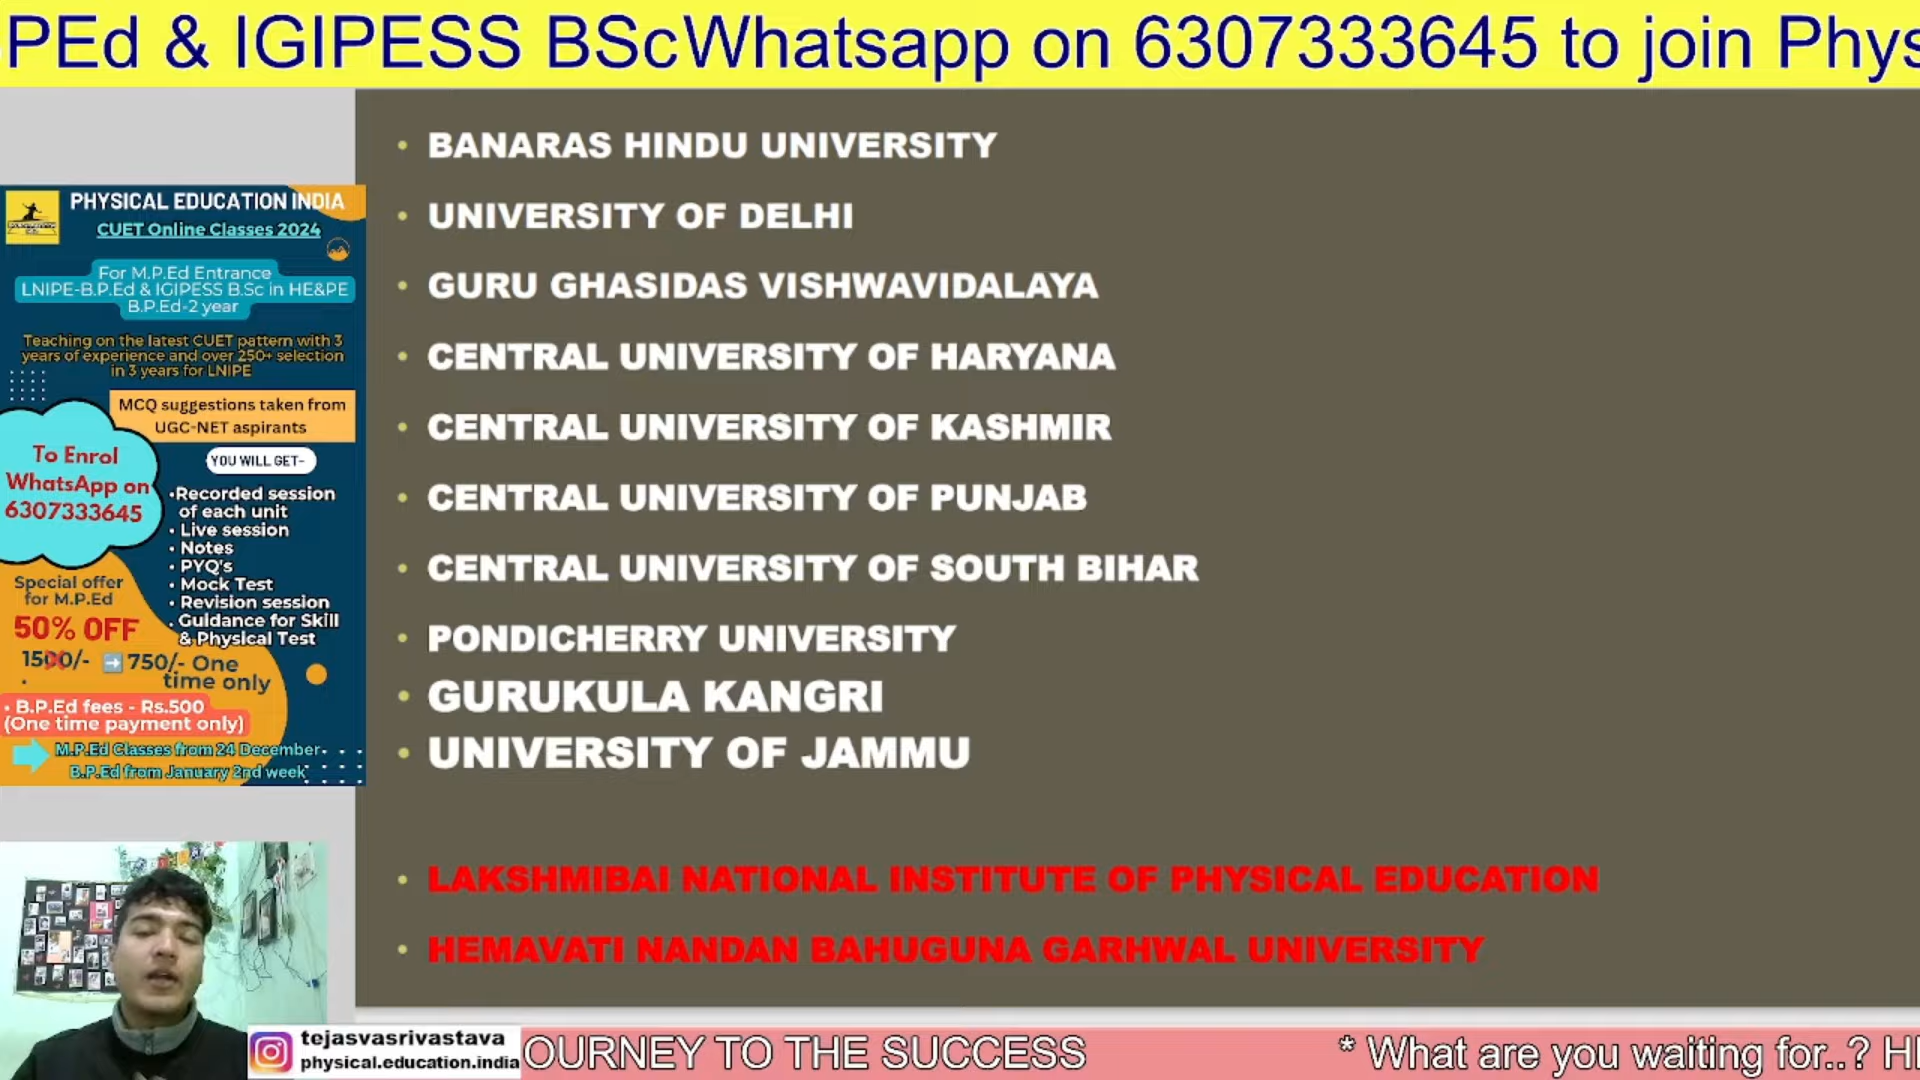 PEd & IGIPESS BScWhatsapp on 6307333645 to join Phys
BANARAS HINDU UNIVERSITY
UNIVERSITY OF DELHI
GURU GHASIDAS VISHWAVIDALAYA
CENTRAL UNIVERSITY OF HARYANA
CENTRAL UNIVERSITY OF KASHMIR
CENTRAL UNIVERSITY OF PUNJAB
CENTRAL UNIVERSITY OF SOUTH BIHAR
PONDICHERRY UNIVERSITY
GURUKULA KANGRI
UNIVERSITY OF JAMMU
LAKSHMIBAI NATIONAL INSTITUTE OF PHYSICAL EDUCATION
HEMAVATI NANDAN BAHUGUNA GARHWAL UNIVERSITY
PHYSICAL EDUCATION INDIA
CUET Online Classes 2024
For M.P.Ed Entrance
LNIPE-B.P.Ed & IGIPESS B.Sc in HE&PE
B.P.Ed-2 year
Teaching on the latest CUET pattern with 3
years of experience and over 250+ selection
in 3 years for LNIPE
MCQ suggestions taken from
UGC-NET aspirants
To Enrol
WhatsApp on
6307333645
YOU WILL GET-
•Recorded session
of each unit
• Live session
• Notes
• PYQ's
• Mock Test
• Revision session
• Guidance for Skill
& Physical Test
Special offer
for M.P.Ed
50% OFF
1500/- ➡ 750/- One
time only
• B.P.Ed fees - Rs.500
(One time payment only)
M.P.Ed Classes from 24 December
B.P.Ed from January 2nd week
tejasvasrivastava
physical.education.india
OURNEY TO THE SUCCESS
* What are you waiting for..? H